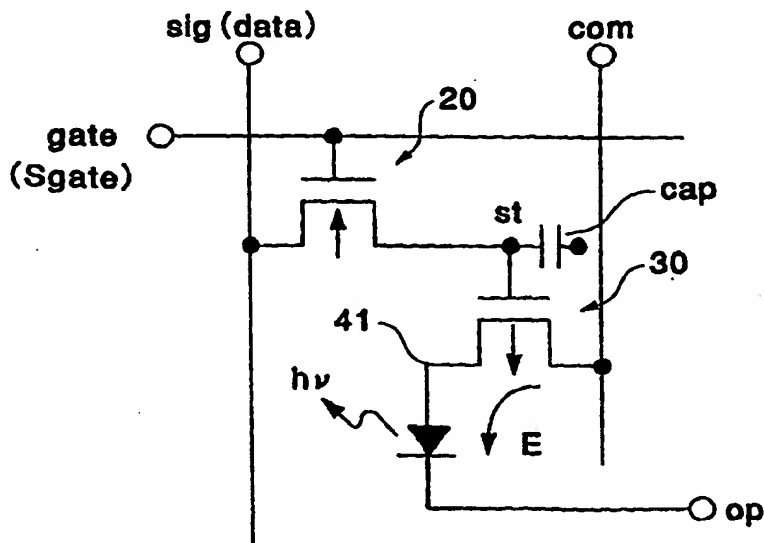 sig (data)
com
20
gate
(Sgate)
cap
st
30
41
hν
E
op